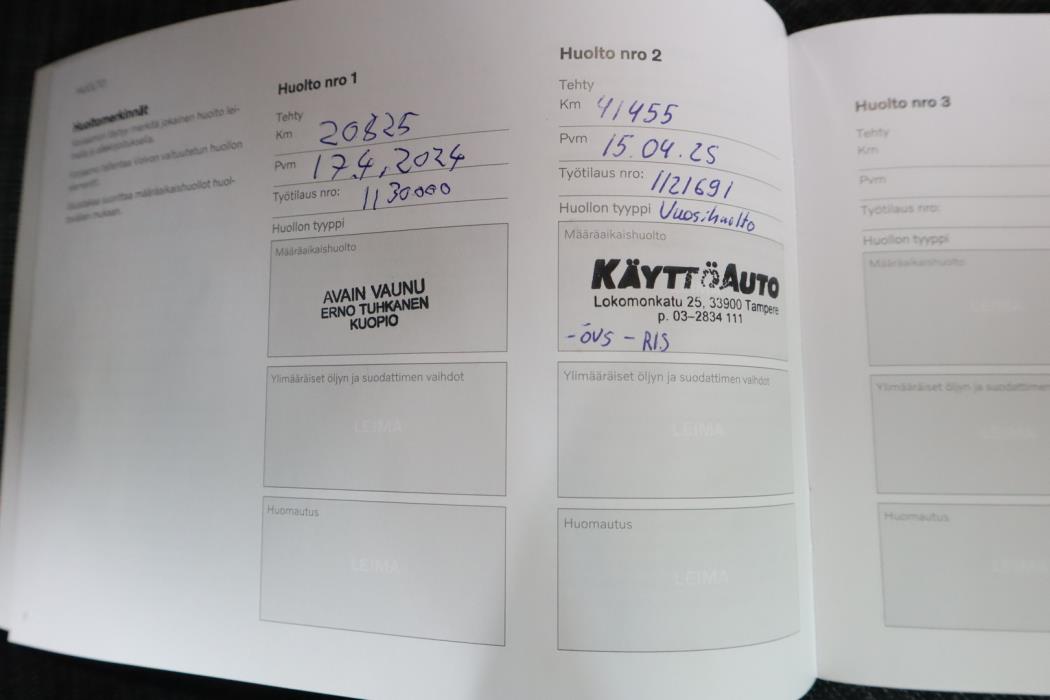 HUOLTO
Huoltomerkinnät
Huolto nro 1
Tehty
Km 20825
Pvm 17.4, 2024
Työtilaus nro: 1130000
Huollon tyyppi
Määräaikaishuolto
AVAIN VAUNU
ERNO TUHKANEN
KUOPIO
Ylimääräiset öljyn ja suodattimen vaihdot
LEIMA
Huomautus
LEIMA
Huolto nro 2
Tehty
Km 41455
Pvm 15.04.25
Työtilaus nro: 1121691
Huollon tyyppi Vuosihuolto
Määräaikaishuolto
KÄYTTÖAUTO
Lokomonkatu 25, 33900 Tampere
p. 03-2834 111
-ÖVS - RIS
Ylimääräiset öljyn ja suodattimen vaihdot
LEIMA
Huomautus
LEIMA
Huolto nro 3
Tehty
Km
Pvm
Työtilaus nro:
Huollon tyyppi
Määräaikaishuolto
LEIMA
Ylimääräiset öljyn ja suodattimen
LEIMA
Huomautus
LEIMA